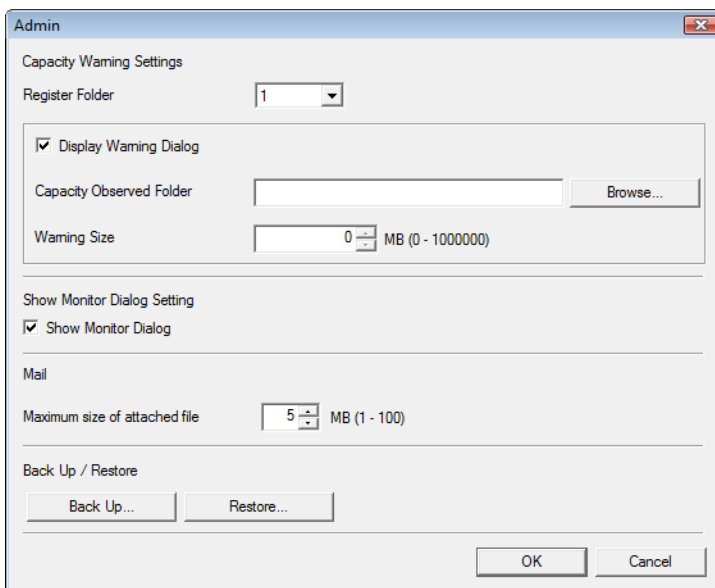 Admin
Capacity Warning Settings
Register Folder 1
Display Warning Dialog
Capacity Observed Folder Browse...
Warning Size 0 MB (0 - 1000000)
Show Monitor Dialog Setting
Show Monitor Dialog
Mail
Maximum size of attached file 5 MB (1 - 100)
Back Up / Restore
Back Up... Restore...
OK Cancel